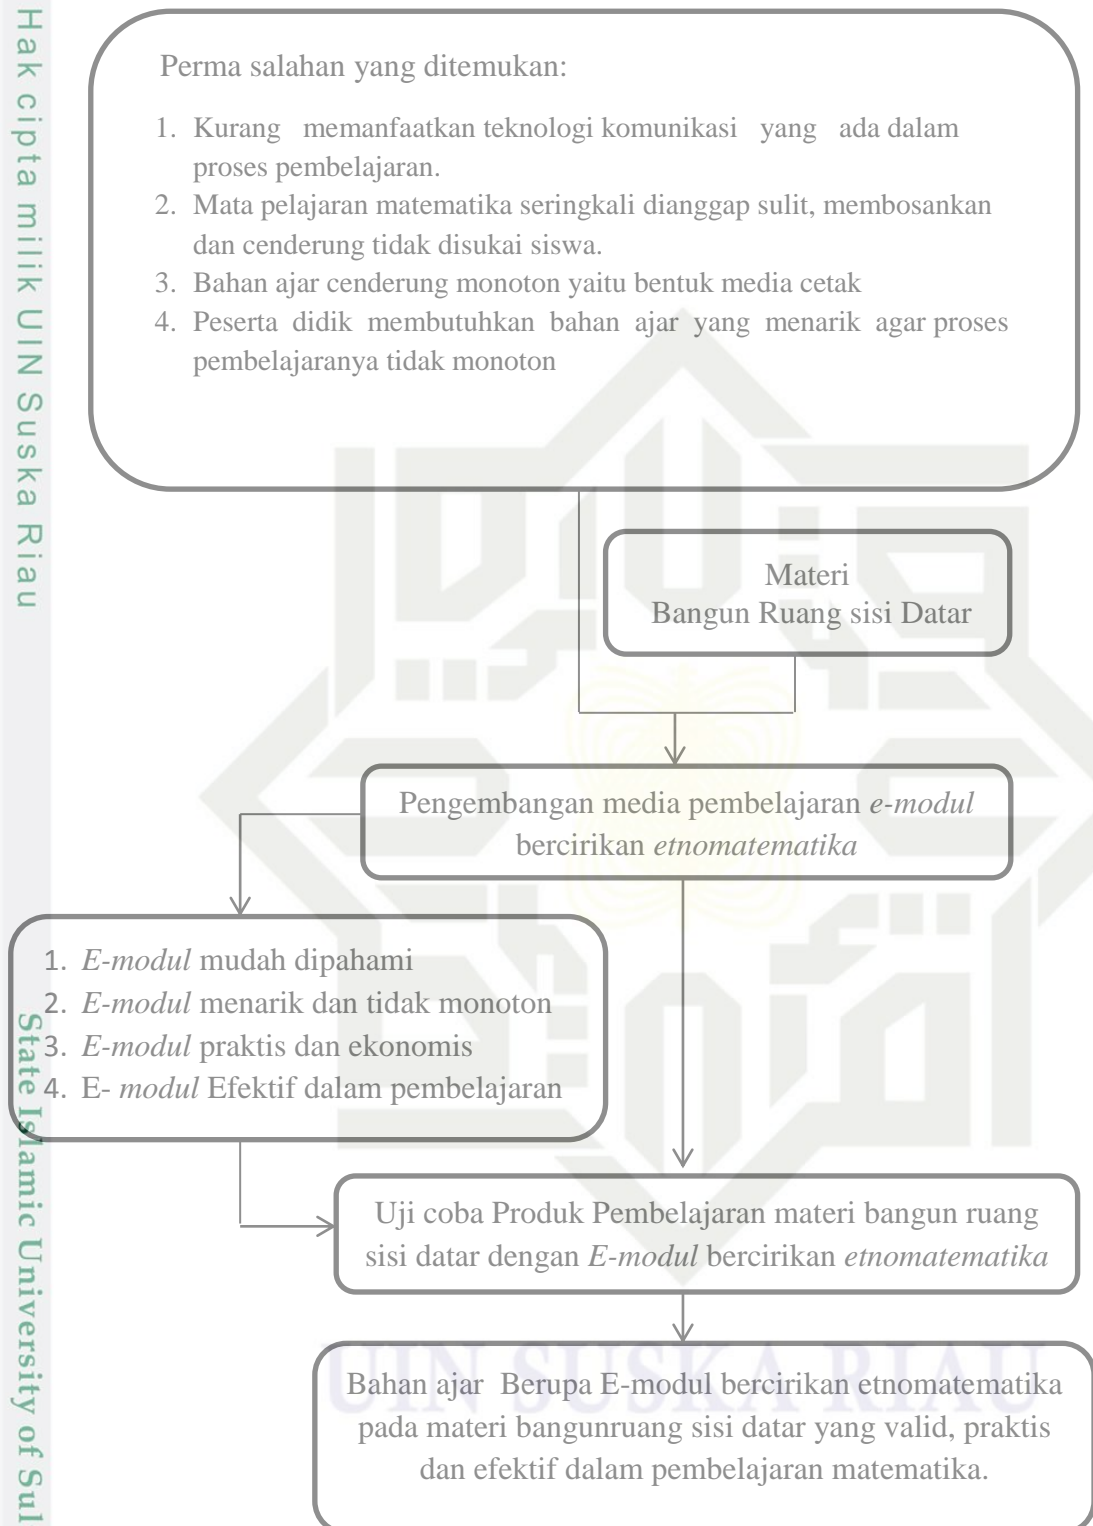 Hak cipta milik UIN Suska Riau
State Islamic University of Sul
Perma salahan yang ditemukan:
1. Kurang memanfaatkan teknologi komunikasi yang ada dalam
proses pembelajaran.
2. Mata pelajaran matematika seringkali dianggap sulit, membosankan
dan cenderung tidak disukai siswa.
3. Bahan ajar cenderung monoton yaitu bentuk media cetak
4. Peserta didik membutuhkan bahan ajar yang menarik agar proses
pembelajaranya tidak monoton
Materi
Bangun Ruang sisi Datar
Pengembangan media pembelajaran e-modul
bercirikan etnomatematika
1. E-modul mudah dipahami
2. E-modul menarik dan tidak monoton
3. E-modul praktis dan ekonomis
4. E- modul Efektif dalam pembelajaran
Uji coba Produk Pembelajaran materi bangun ruang
sisi datar dengan E-modul bercirikan etnomatematika
UIN SUSKA RIAU
Bahan ajar Berupa E-modul bercirikan etnomatematika
pada materi bangunruang sisi datar yang valid, praktis
dan efektif dalam pembelajaran matematika.